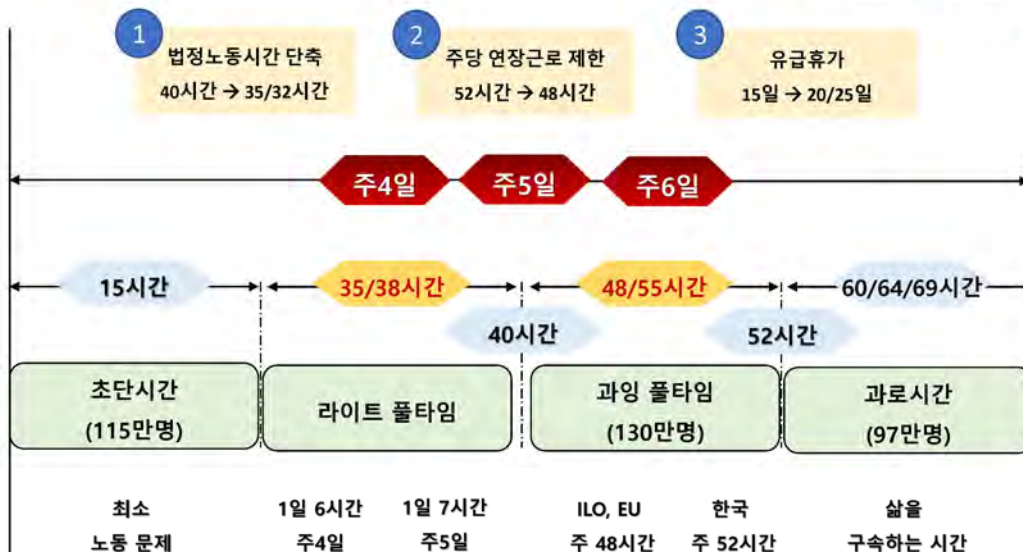 1
법정노동시간 단축
40시간 → 35/32시간
2
주당 연장근로 제한
52시간 → 48시간
3
유급휴가
15일 → 20/25일
주4일
주5일
주6일
15시간
35/38시간
48/55시간
60/64/69시간
40시간
52시간
초단시간
(115만명)
라이트 풀타임
과잉 풀타임
(130만명)
과로시간
(97만명)
최소
노동 문제
1일 6시간
주4일
1일 7시간
주5일
ILO, EU
주 48시간
한국
주 52시간
삶을
구속하는 시간